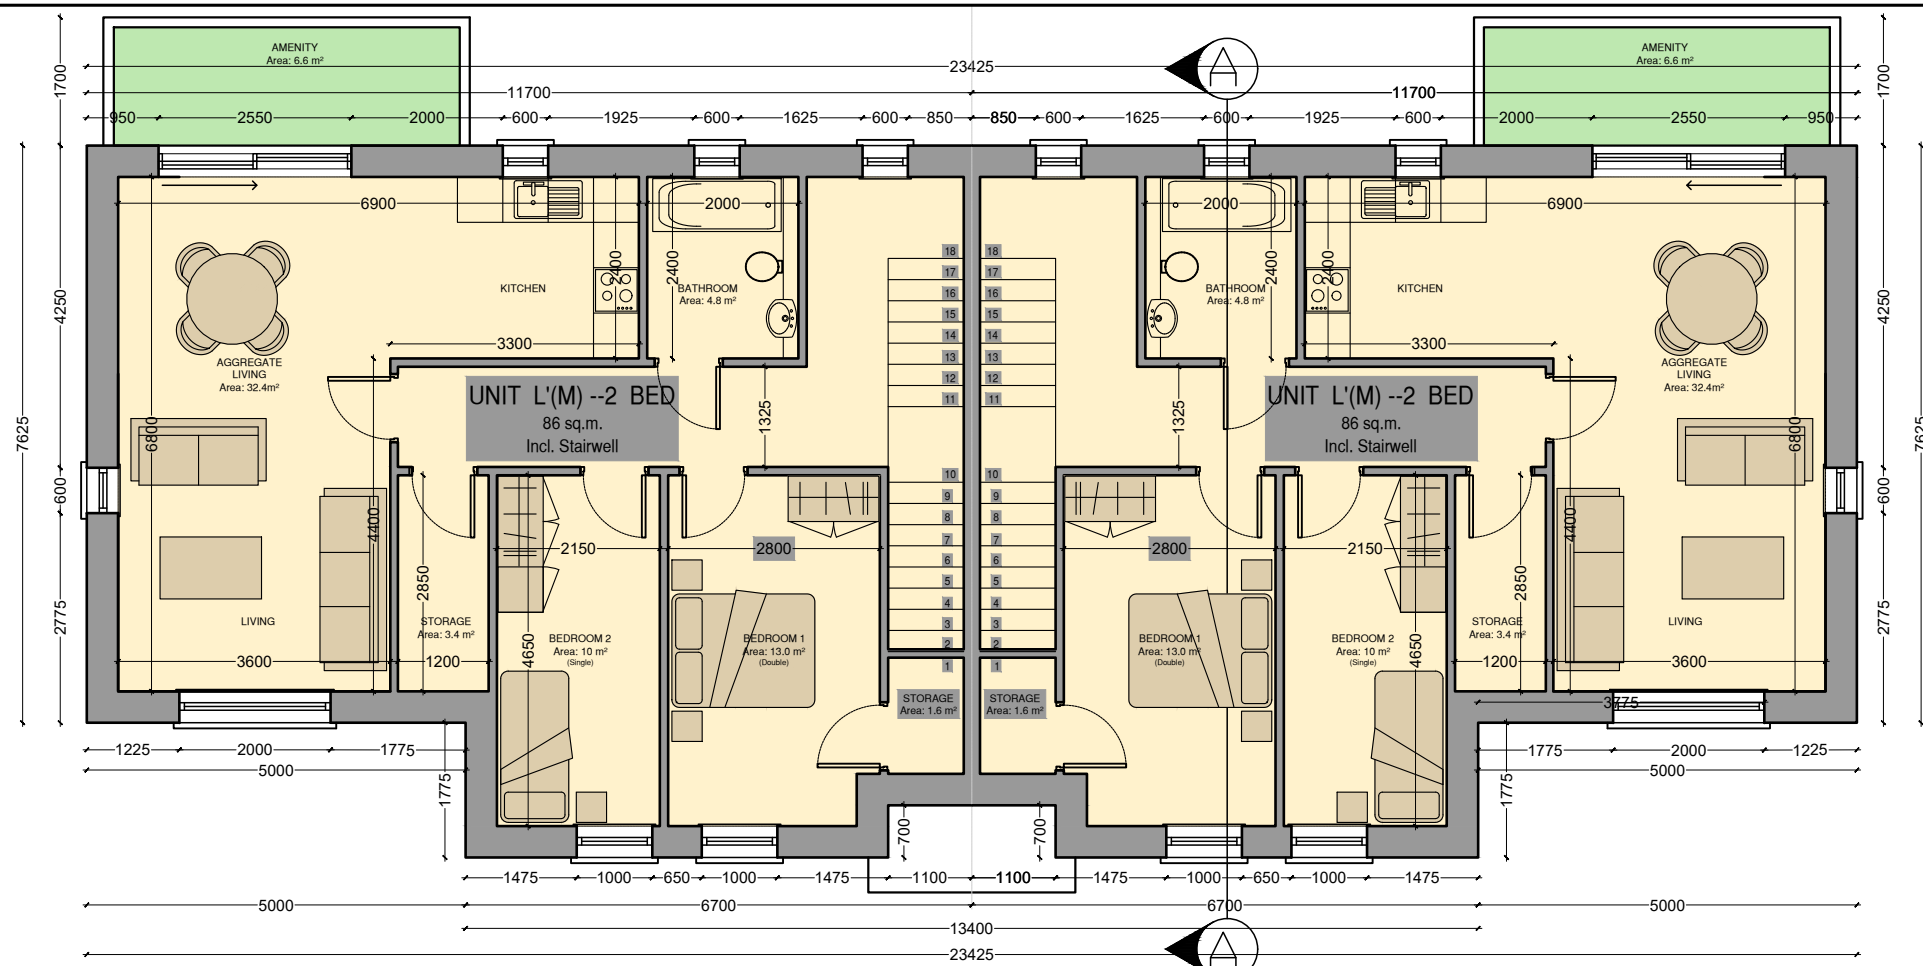 AMENITY
Area: 6.6 m²
AMENITY
Area: 6.6 m²
23425
11700
11700
950
2550
2000
600
1925
600
1625
600
850
850
600
1625
600
1925
600
2000
2550
950
1700
4250
7625
600
2775
1700
4250
7625
600
2775
6900
2000
2000
6900
2400
2400
2400
2400
KITCHEN
BATHROOM
Area: 4.8 m²
BATHROOM
Area: 4.8 m²
KITCHEN
3300
3300
AGGREGATE
LIVING
Area: 32.4m²
AGGREGATE
LIVING
Area: 32.4m²
UNIT L'(M) --2 BED
86 sq.m.
Incl. Stairwell
UNIT L'(M) --2 BED
86 sq.m.
Incl. Stairwell
1325
1325
6800
6800
4400
4400
18 18
17 17
16 16
15 15
14 14
13 13
12 12
11 11
10 10
9 9
8 8
7 7
6 6
5 5
4 4
3 3
2 2
1 1
2150
2800
2800
2150
2850
2850
4650
4650
LIVING
STORAGE
Area: 3.4 m²
BEDROOM 2
Area: 10 m²
(Single)
BEDROOM 1
Area: 13.0 m²
(Double)
BEDROOM 1
Area: 13.0 m²
(Double)
BEDROOM 2
Area: 10 m²
(Single)
STORAGE
Area: 3.4 m²
LIVING
3600
1200
1200
3600
STORAGE
Area: 1.6 m²
STORAGE
Area: 1.6 m²
3775
1225
2000
1775
1775
2000
1225
5000
5000
1775
700
700
1775
1475
1000
650
1000
1475
1100
1100
1475
1000
650
1000
1475
5000
6700
6700
5000
13400
23425